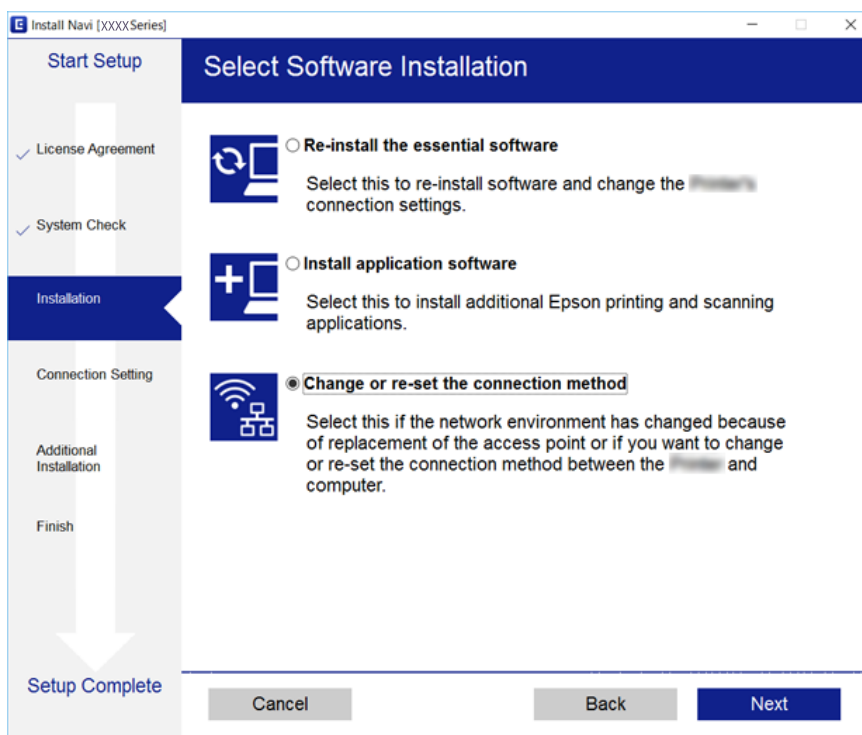 Install Navi [XXXX Series]
Start Setup
Select Software Installation
License Agreement
System Check
Installation
Connection Setting
Additional
Installation
Finish
Setup Complete
Re-install the essential software
Select this to re-install software and change the
connection settings.
Install application software
Select this to install additional Epson printing and scanning
applications.
Change or re-set the connection method
Select this if the network environment has changed because
of replacement of the access point or if you want to change
or re-set the connection method between the and
computer.
Cancel
Back
Next